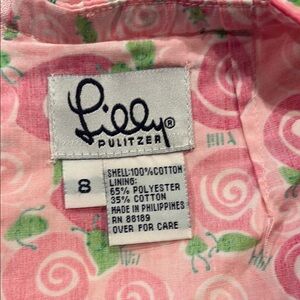 Lilly®
PULITZER
8
SHELL:100%COTTON
LINING:
65% POLYESTER
35% COTTON
MADE IN PHILIPPINES
RN 88189
OVER FOR CARE